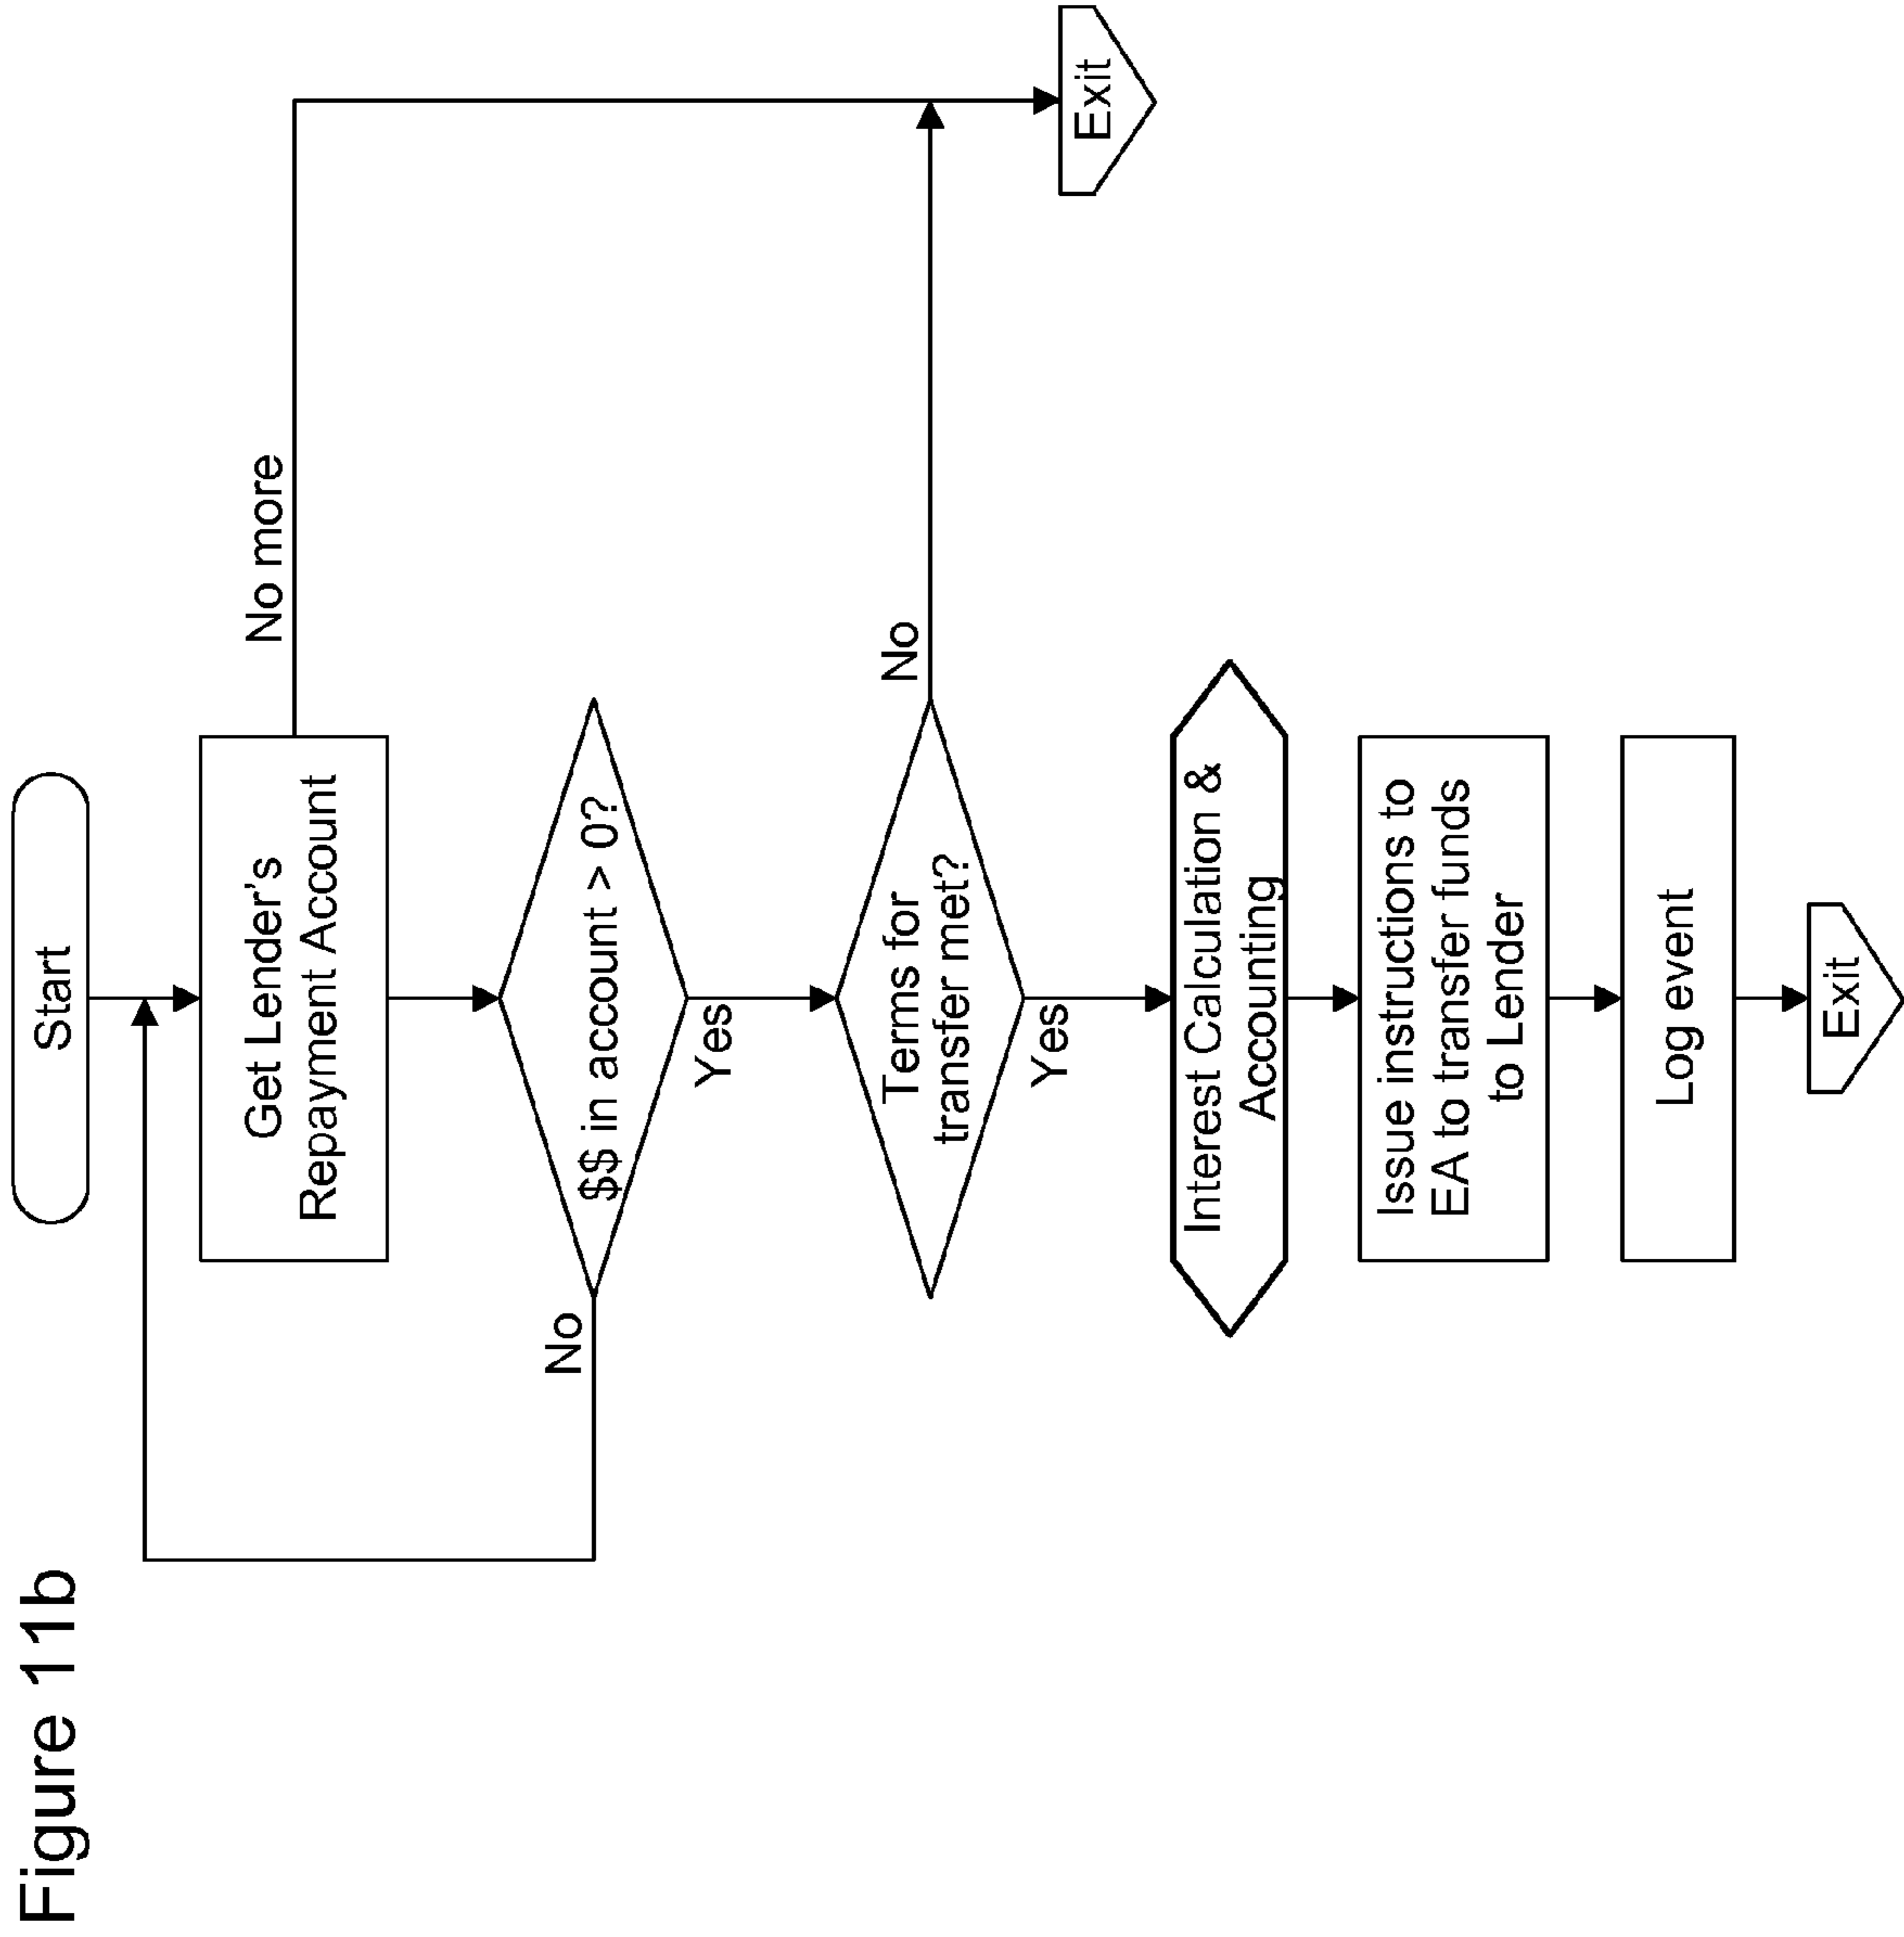 Figure 11b
Start
Get Lender's
Repayment Account
No more
$$ in account > 0?
No
Yes
Terms for
transfer met?
No
Yes
Exit
Interest Calculation &
Accounting
Issue instructions to
EA to transfer funds
to Lender
Log event
Exit